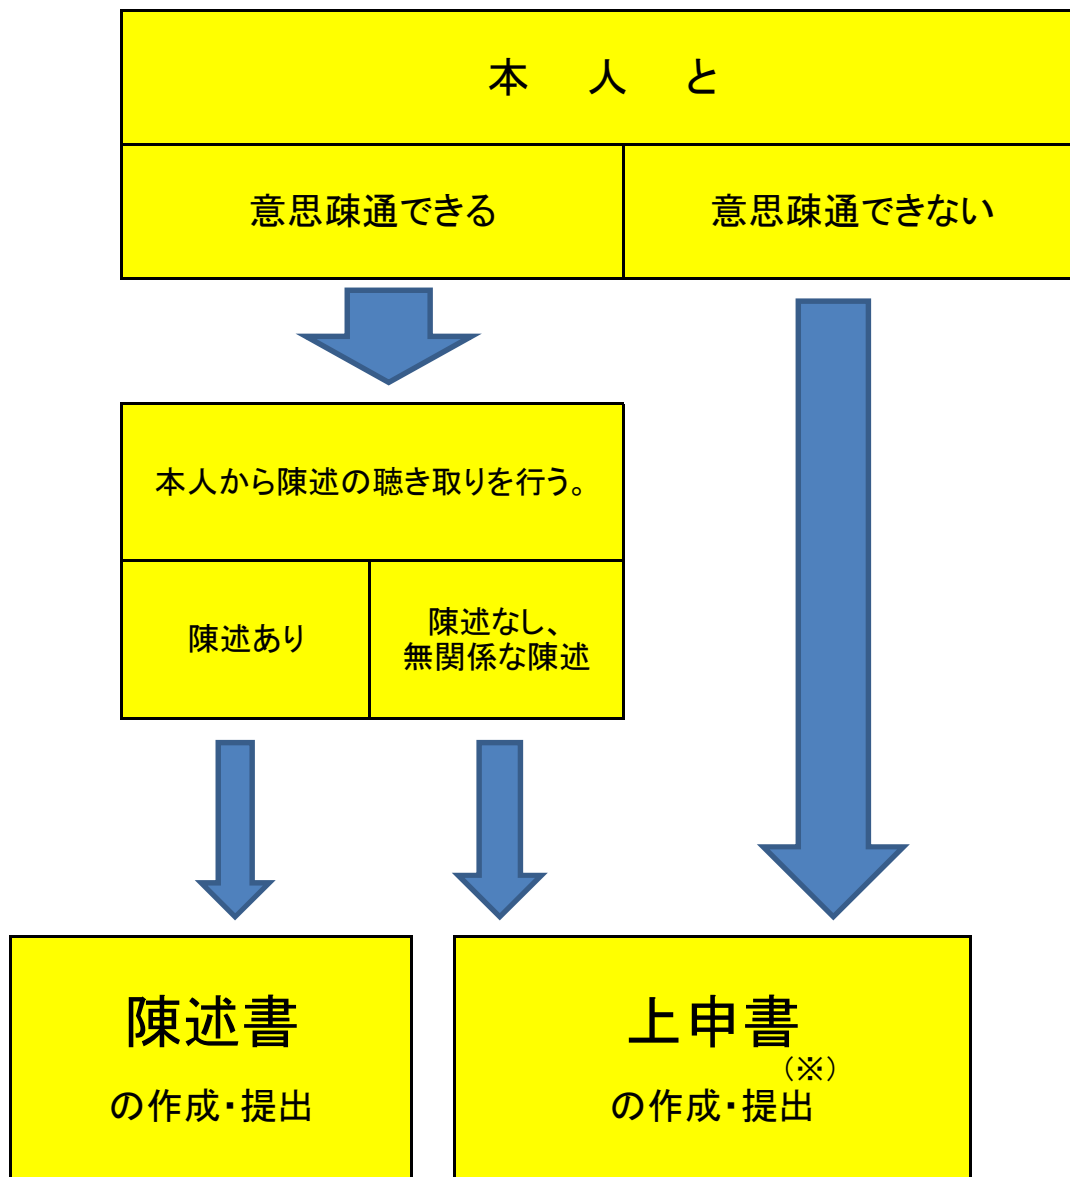 本　人　と
意思疎通できる
意思疎通できない
本人から陳述の聴き取りを行う。
陳述あり
陳述なし、
無関係な陳述
陳述書
の作成・提出
上申書
（※）
の作成・提出